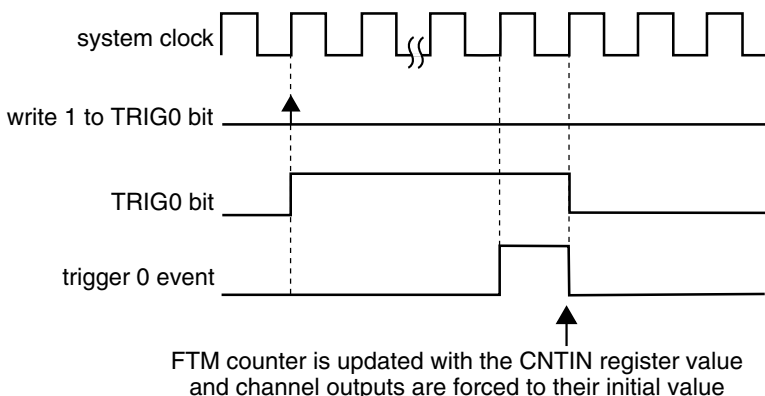 system clock
write 1 to TRIG0 bit
TRIG0 bit
trigger 0 event
FTM counter is updated with the CNTIN register value
and channel outputs are forced to their initial value